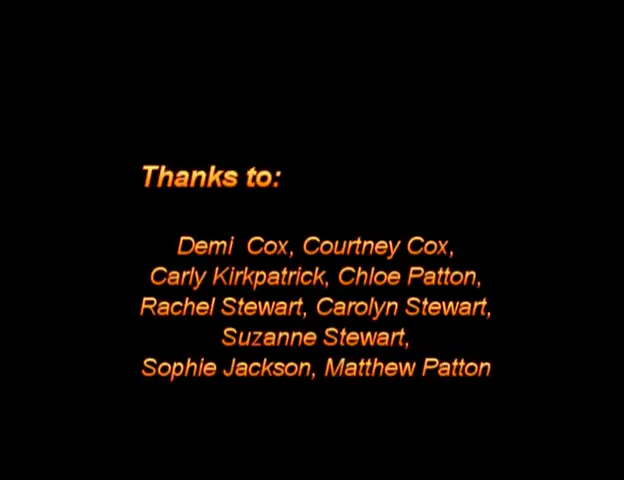 Thanks to:
Demi Cox, Courtney Cox,
Carly Kirkpatrick, Chloe Patton,
Rachel Stewart, Carolyn Stewart,
Suzanne Stewart,
Sophie Jackson, Matthew Patton